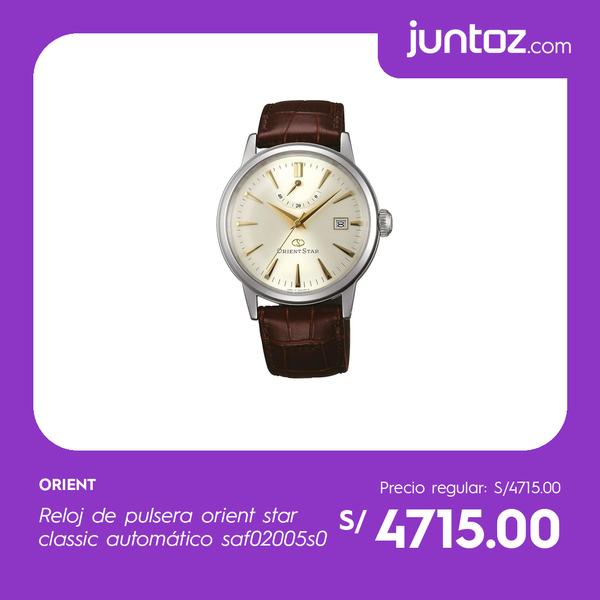 juntoz.com
ORIENT STAR
ORIENT
Reloj de pulsera orient star
classic automático saf02005s0
Precio regular: S/4715.00
S/ 4715.00